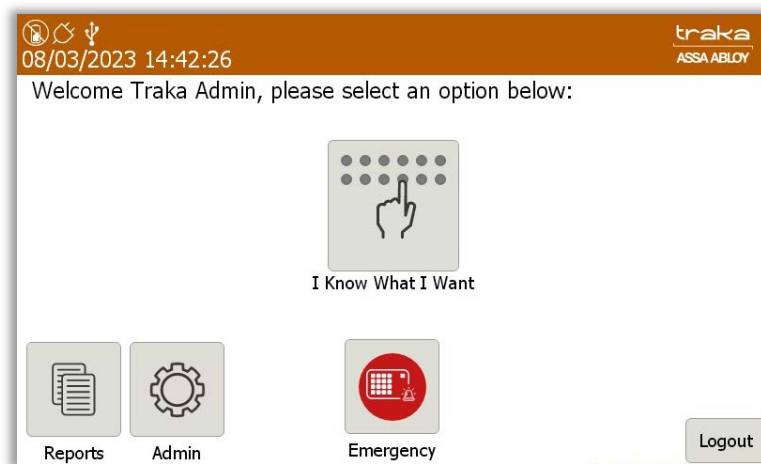 traka
08/03/2023 14:42:26
ASSA ABLOY
Welcome Traka Admin, please select an option below:
I Know What I Want
Reports
Admin
Emergency
Logout